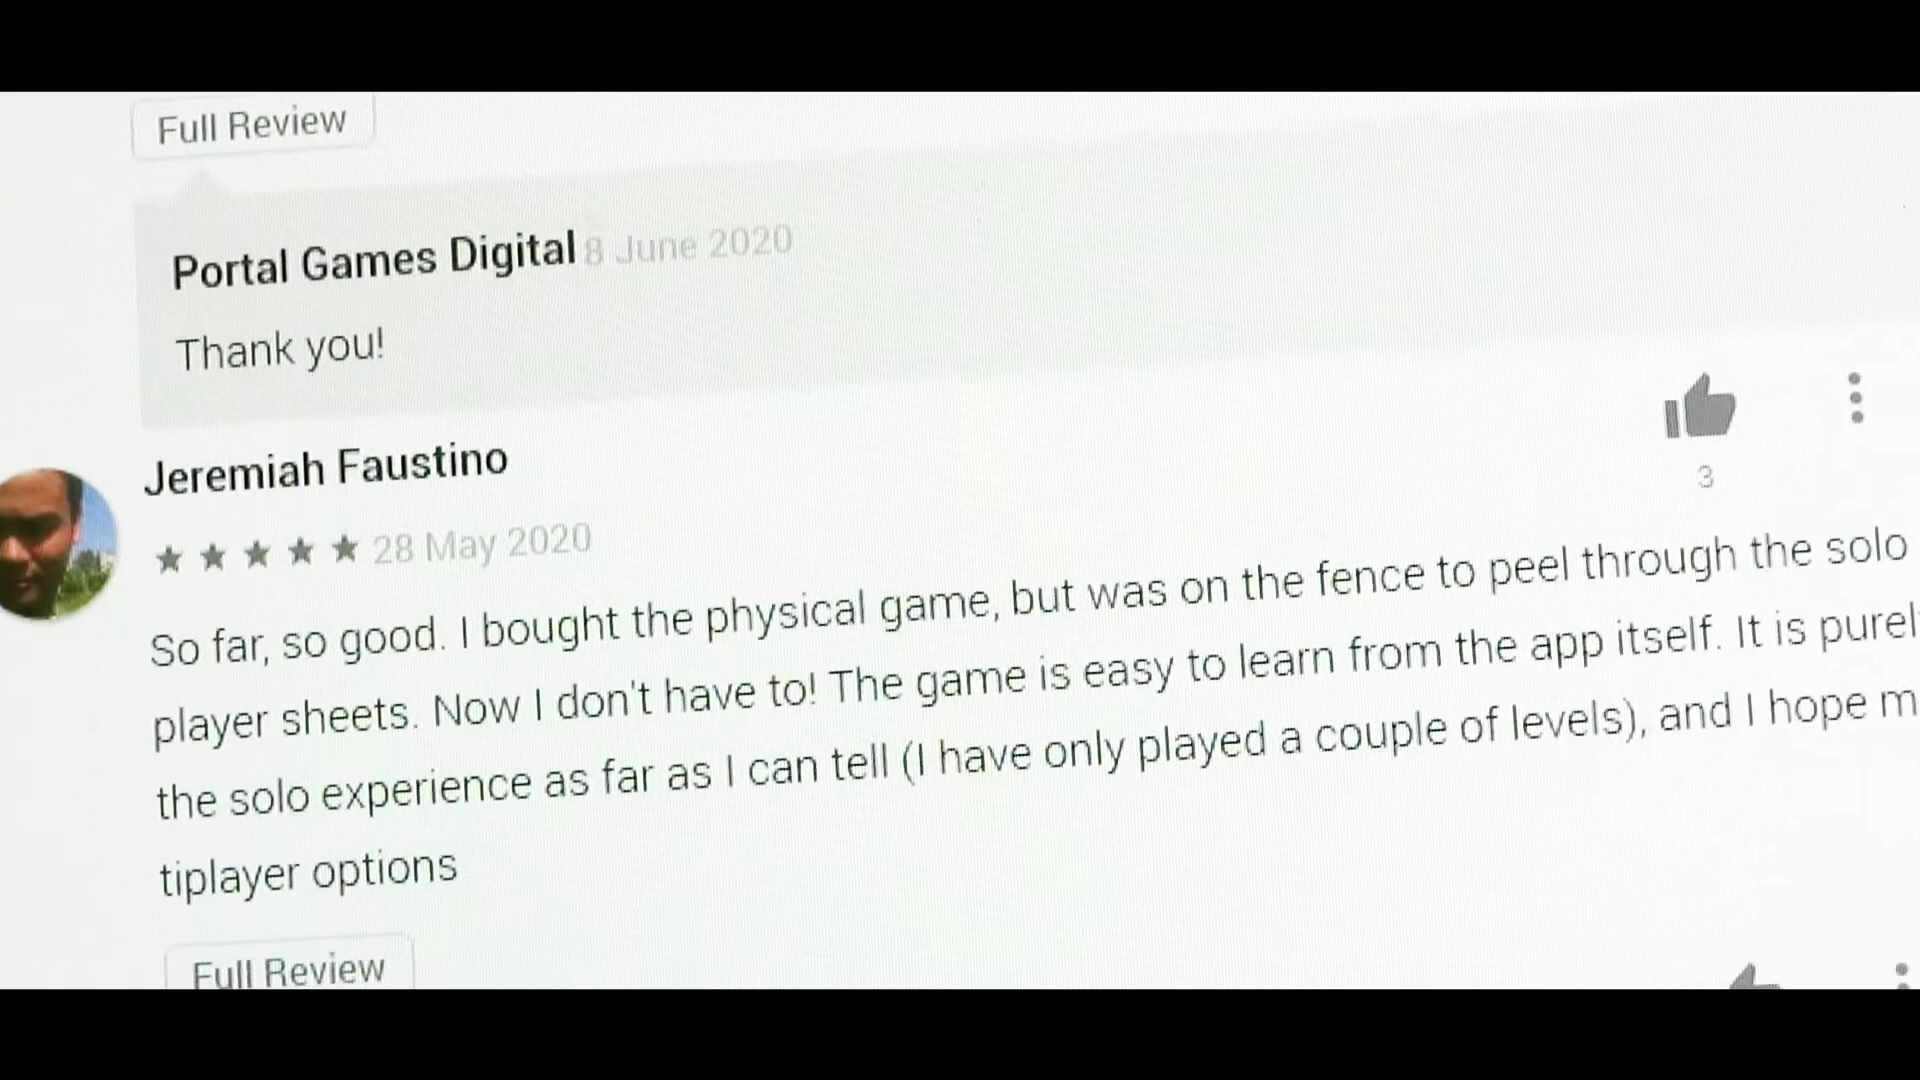 Full Review
Portal Games Digital 8 June 2020
Thank you!
Jeremiah Faustino
3
28 May 2020
So far, so good. I bought the physical game, but was on the fence to peel through the solo
player sheets. Now I don't have to! The game is easy to learn from the app itself. It is purel
the solo experience as far as I can tell (I have only played a couple of levels), and I hope m
tiplayer options
Full Review